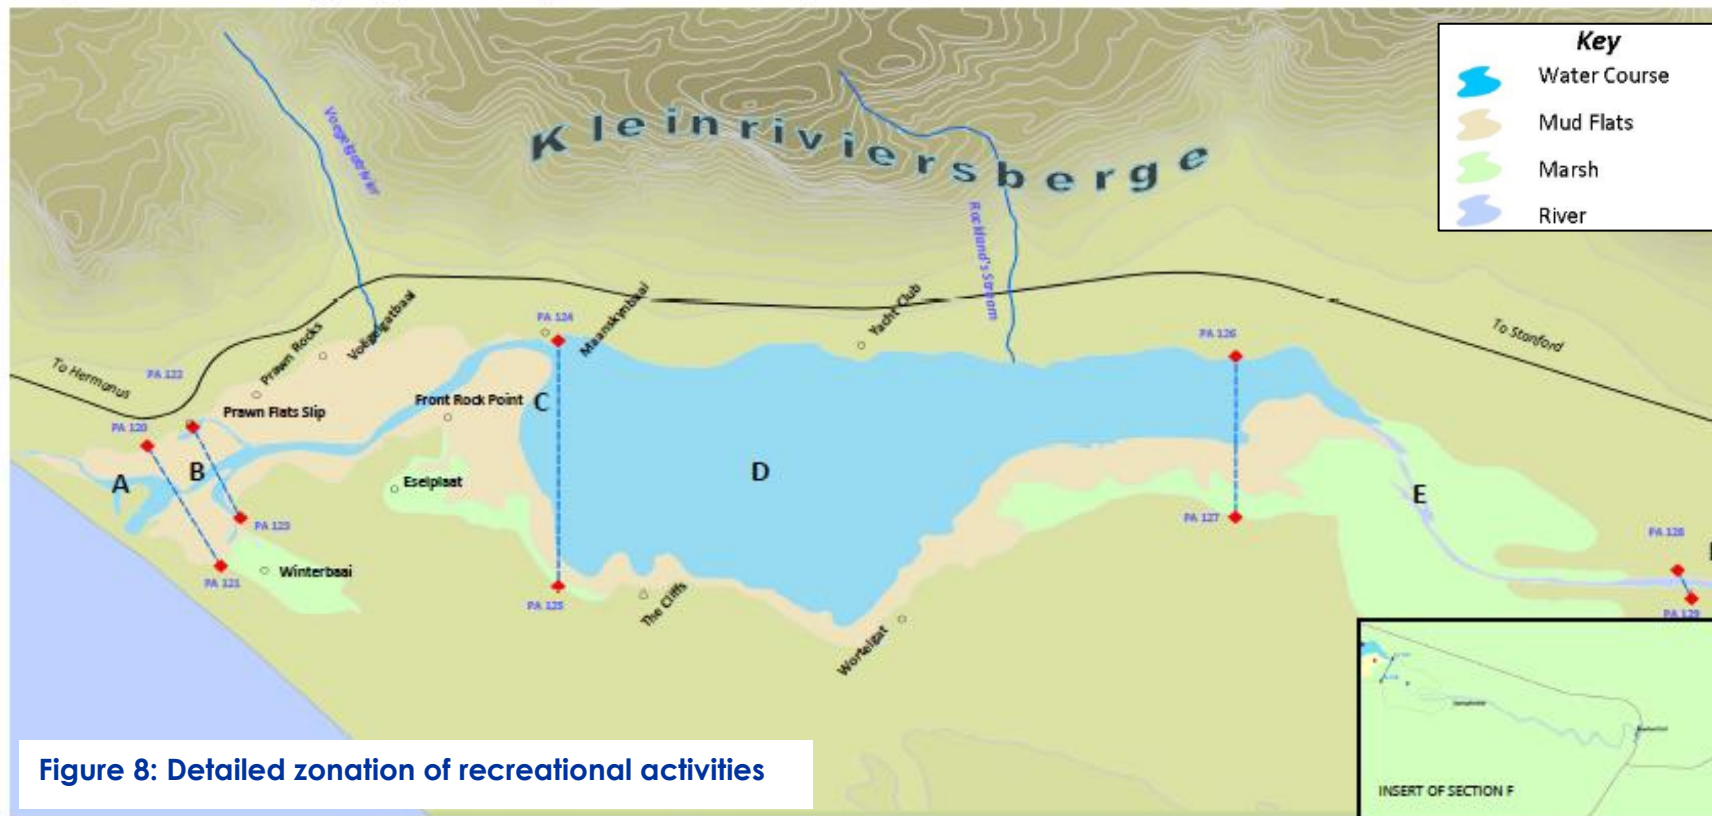 Key
Water Course
Mud Flats
Marsh
River
Kleinriviersberge
Rockland's Stream
To Hermanus
PA 122
Prawn Rocks
Voëlgatbaai
PA 124
Maanskynbaai
Yacht Club
PA 126
To Stanford
PA 120
Prawn Flats Slip
Front Rock Point
C
A
B
D
E
Eselplaat
PA 123
PA 127
PA 128
PA 121
Winterbaai
PA 125
The Cliffs
PA 129
Wortelgat
Figure 8: Detailed zonation of recreational activities
INSERT OF SECTION F